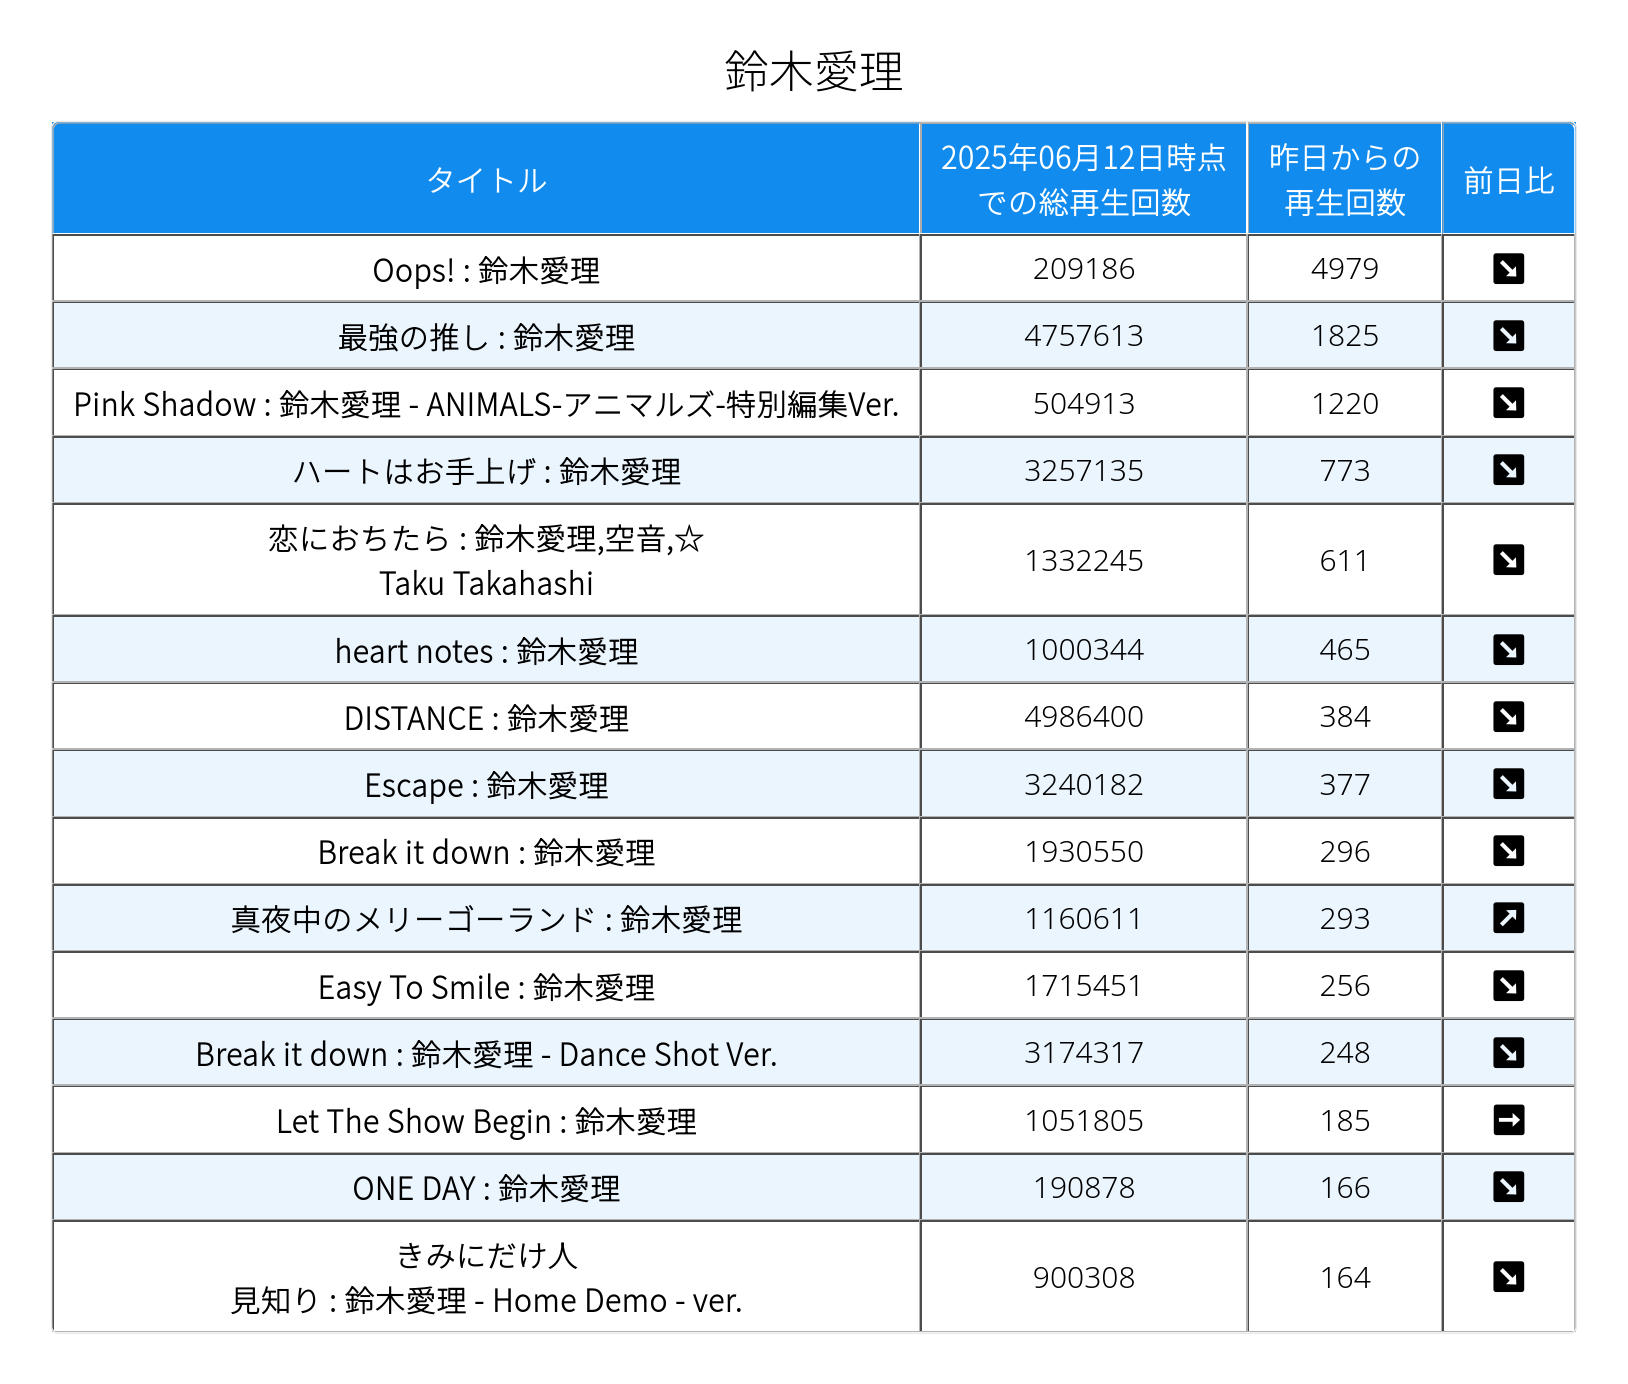 鈴木愛理
タイトル
2025年06月12日時点
での総再生回数
昨日からの
再生回数
前日比
Oops! : 鈴木愛理 209186 4979 ↘
最強の推し : 鈴木愛理 4757613 1825 ↘
Pink Shadow : 鈴木愛理 - ANIMALS-アニマルズ-特別編集Ver. 504913 1220 ↘
ハートはお手上げ : 鈴木愛理 3257135 773 ↘
恋におちたら : 鈴木愛理,空音,☆
Taku Takahashi 1332245 611 ↘
heart notes : 鈴木愛理 1000344 465 ↘
DISTANCE : 鈴木愛理 4986400 384 ↘
Escape : 鈴木愛理 3240182 377 ↘
Break it down : 鈴木愛理 1930550 296 ↘
真夜中のメリーゴーランド : 鈴木愛理 1160611 293 ↗
Easy To Smile : 鈴木愛理 1715451 256 ↘
Break it down : 鈴木愛理 - Dance Shot Ver. 3174317 248 ↘
Let The Show Begin : 鈴木愛理 1051805 185 →
ONE DAY : 鈴木愛理 190878 166 ↘
きみにだけ人
見知り : 鈴木愛理 - Home Demo - ver. 900308 164 ↘